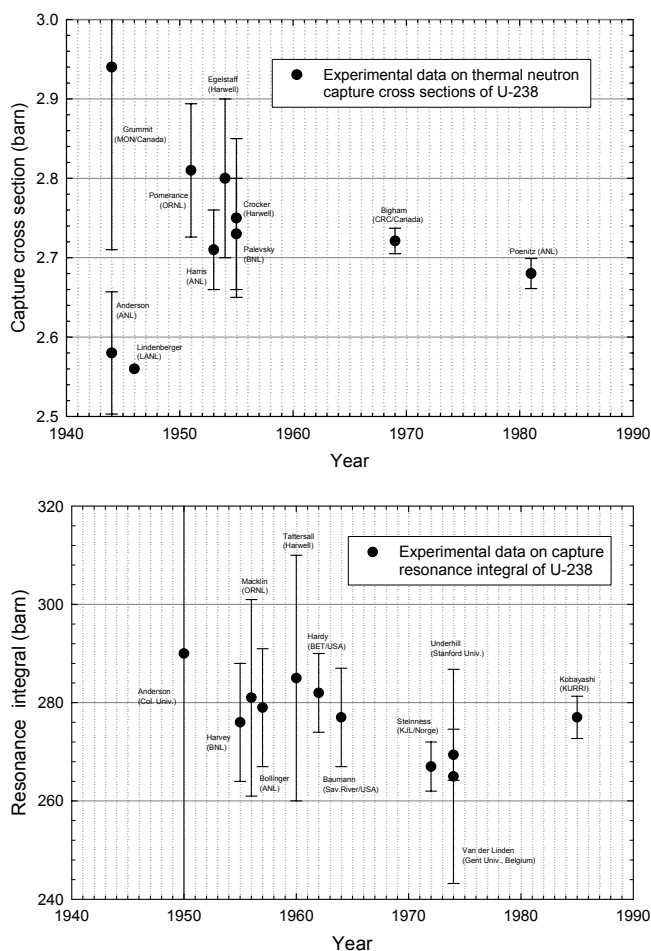 3.0
2.9
2.8
2.7
2.6
2.5
Capture cross section (barn)
Experimental data on thermal neutron
capture cross sections of U-238
Egelstaff
(Harwell)
Grummit
(MON/Canada)
Pomerance
(ORNL)
Crocker
(Harwell)
Bigham
(CRC/Canada)
Palevsky
(BNL)
Poenitz (ANL)
Harris
(ANL)
Anderson
(ANL)
Lindenberger
(LANL)
1940 1950 1960 1970 1980 1990
Year
320
300
280
260
240
Resonance integral (barn)
Experimental data on capture
resonance integral of U-238
Tattersall
(Harwell)
Macklin
(ORNL)
Hardy
(BET/USA)
Underhill
(Stanford Univ.)
Anderson
(Col. Univ.)
Kobayashi
(KURRI)
Steinness
(KJL/Norge)
Harvey
(BNL)
Bollinger
(ANL)
Baumann
(Sav.River/USA)
Van der Linden
(Gent Univ., Belgium)
1940 1950 1960 1970 1980 1990
Year